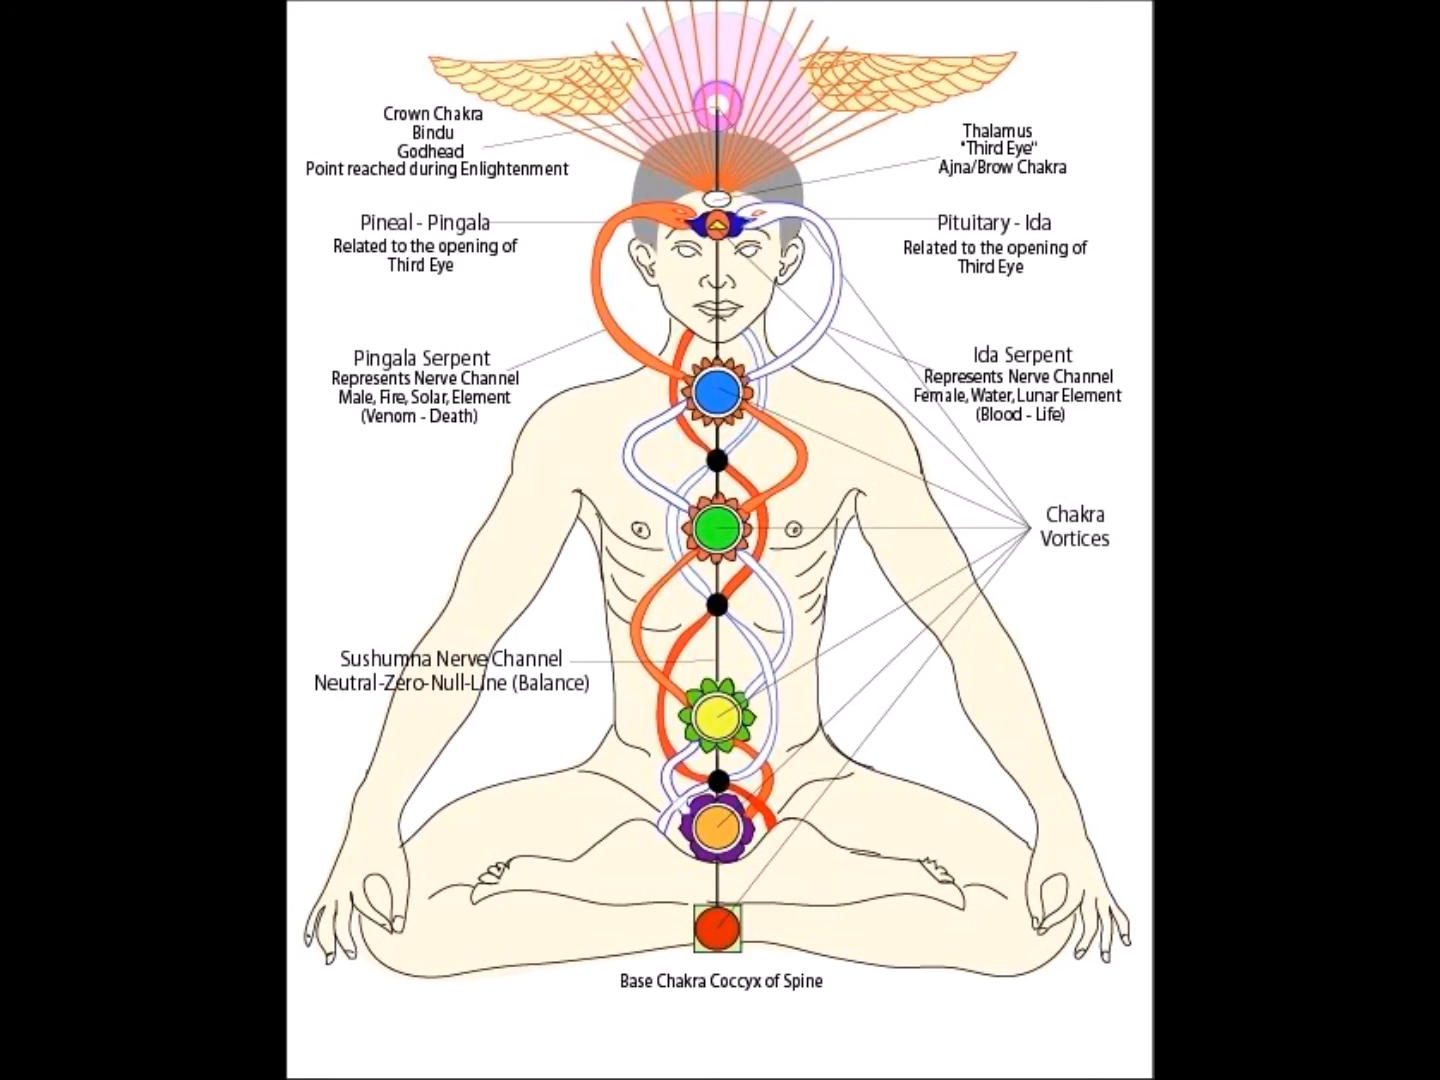 Crown Chakra
Bindu
Godhead
Point reached during Enlightenment
Thalamus
"Third Eye"
Ajna/Brow Chakra
Pineal - Pingala
Related to the opening of
Third Eye
Pituitary - Ida
Related to the opening of
Third Eye
Pingala Serpent
Represents Nerve Channel
Male, Fire, Solar, Element
(Venom - Death)
Ida Serpent
Represents Nerve Channel
Female, Water, Lunar Element
(Blood - Life)
Chakra
Vortices
Sushumna Nerve Channel
Neutral-Zero-Null-Line (Balance)
Base Chakra Coccyx of Spine